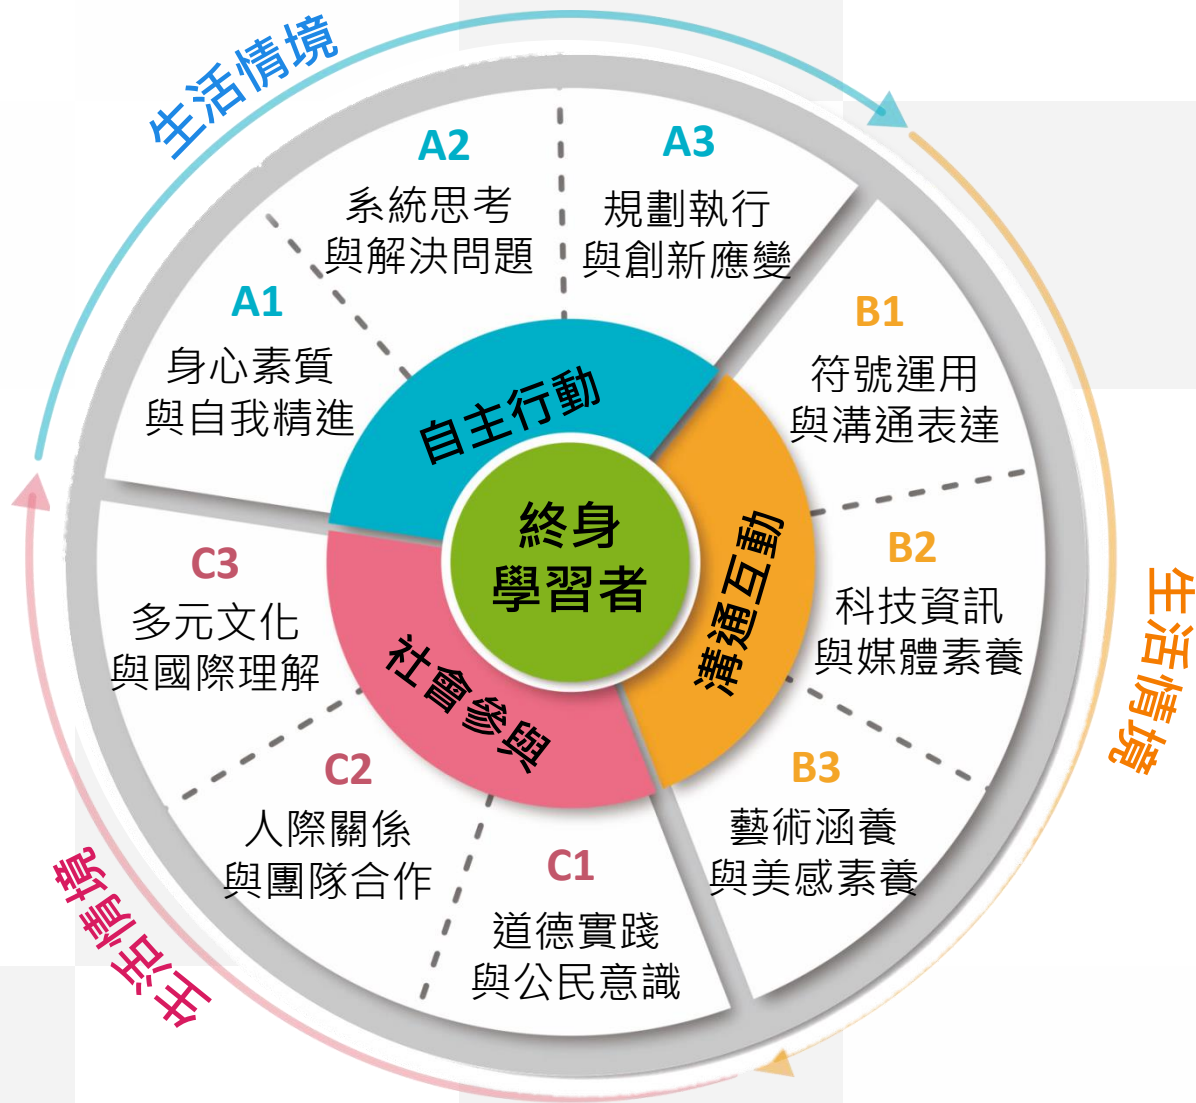 生活情境
A1
身心素質
與自我精進
A2
系統思考
與解決問題
A3
規劃執行
與創新應變
自主行動
生活情境
B1
符號運用
與溝通表達
B2
科技資訊
與媒體素養
B3
藝術涵養
與美感素養
溝通互動
生活情境
C1
道德實踐
與公民意識
C2
人際關係
與團隊合作
C3
多元文化
與國際理解
社會參與
終身
學習者